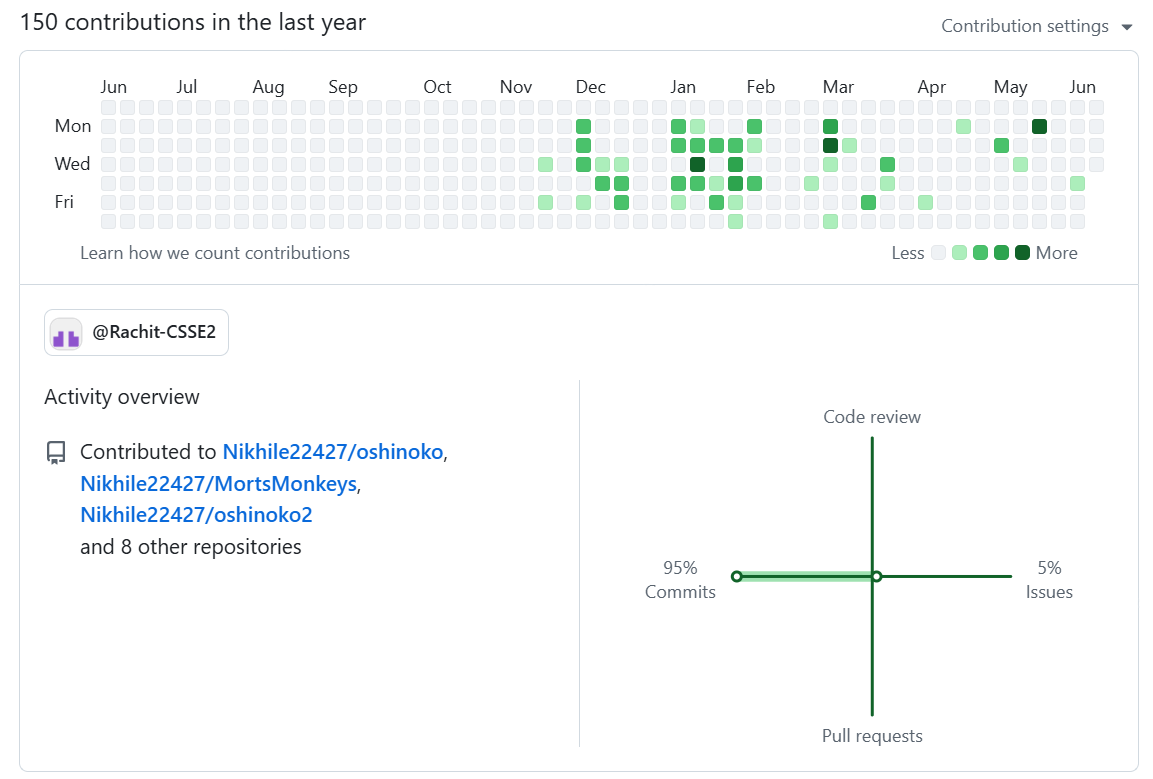 150 contributions in the last year
Contribution settings
Jun Jul Aug Sep Oct Nov Dec Jan Feb Mar Apr May Jun
Mon
Wed
Fri
Learn how we count contributions
Less More
@Rachit-CSSE2
Activity overview
Contributed to Nikhile22427/oshinoko,
Nikhile22427/MortsMonkeys,
Nikhile22427/oshinoko2
and 8 other repositories
Code review
95%
Commits
5%
Issues
Pull requests